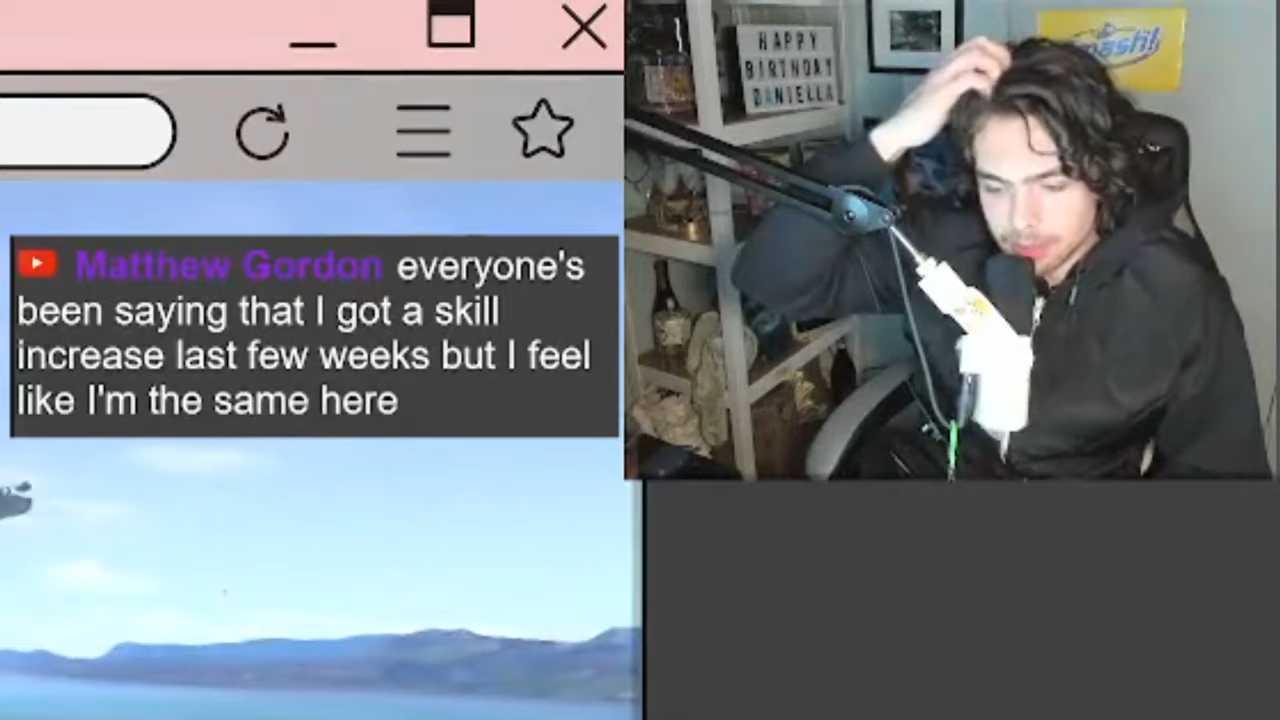 Matthew Gordon everyone's
been saying that I got a skill
increase last few weeks but I feel
like I'm the same here
HAPPY
BIRTHDAY
DANIELLA